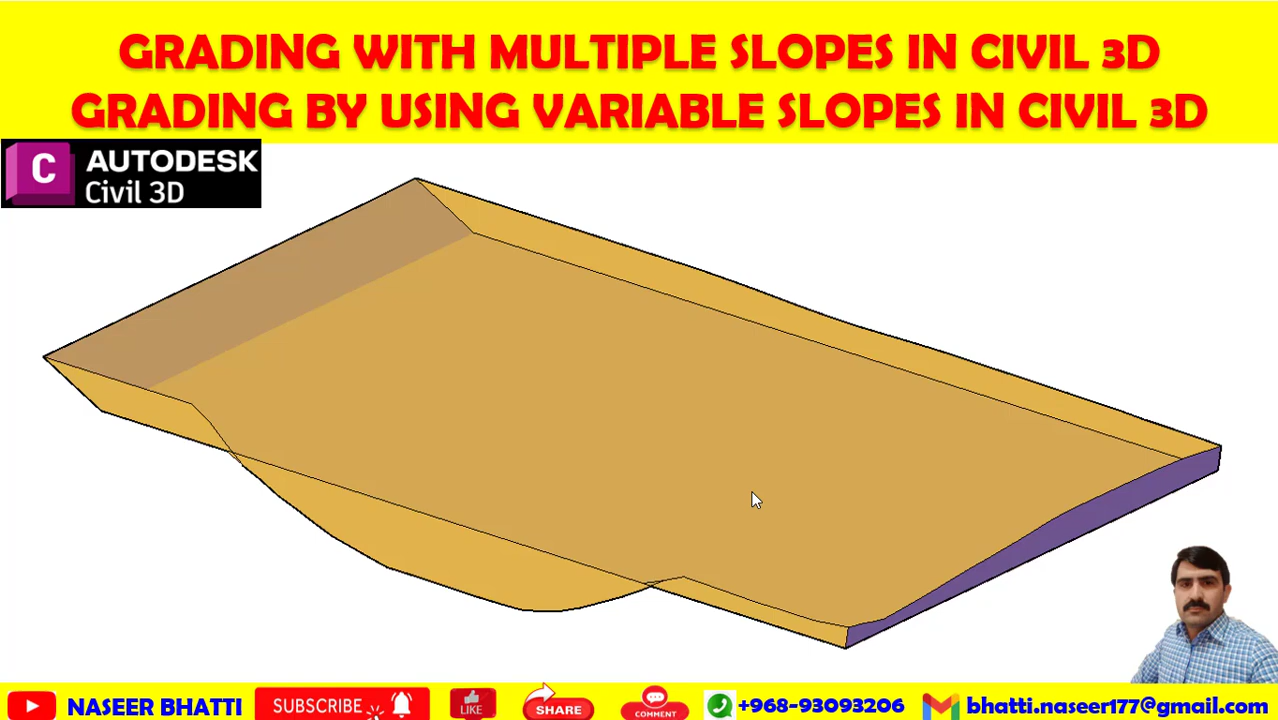 GRADING WITH MULTIPLE SLOPES IN CIVIL 3D
GRADING BY USING VARIABLE SLOPES IN CIVIL 3D
C AUTODESK
Civil 3D
NASEER BHATTI SUBSCRIBE LIKE SHARE COMMENT +968-93093206 bhatti.naseer177@gmail.com